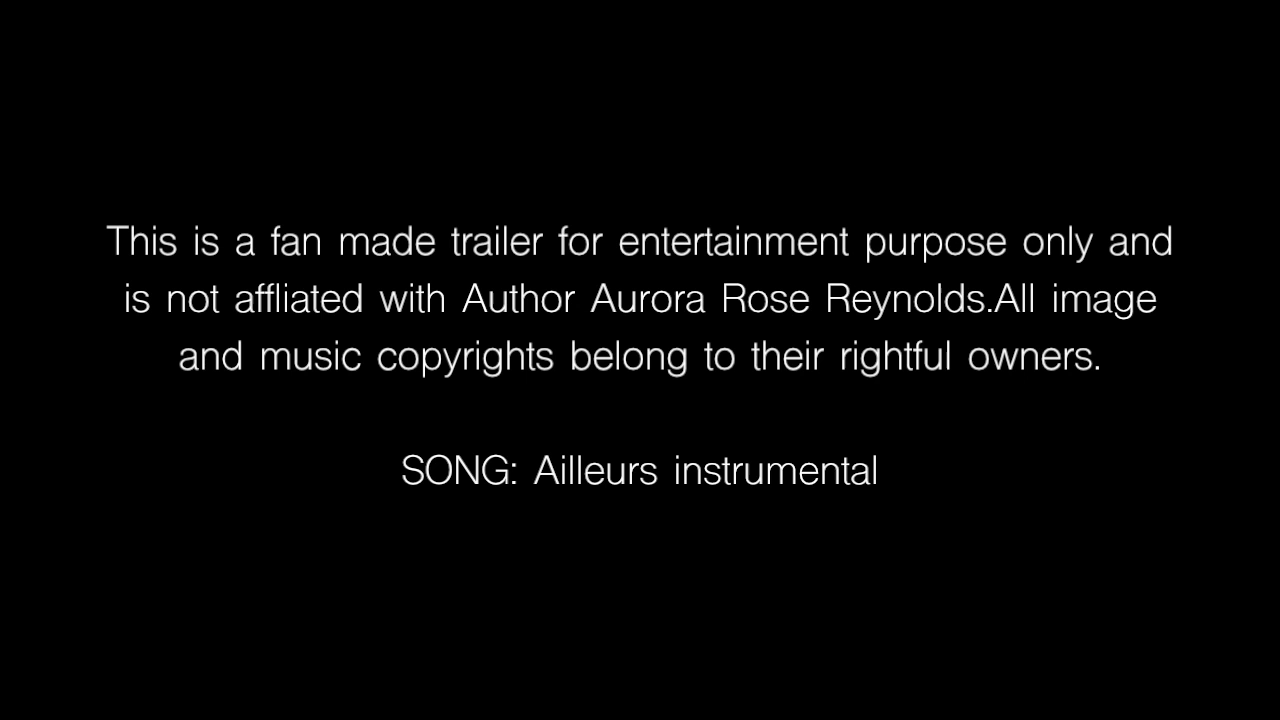 This is a fan made trailer for entertainment purpose only and
is not affliated with Author Aurora Rose Reynolds.All image
and music copyrights belong to their rightful owners.
SONG: Ailleurs instrumental